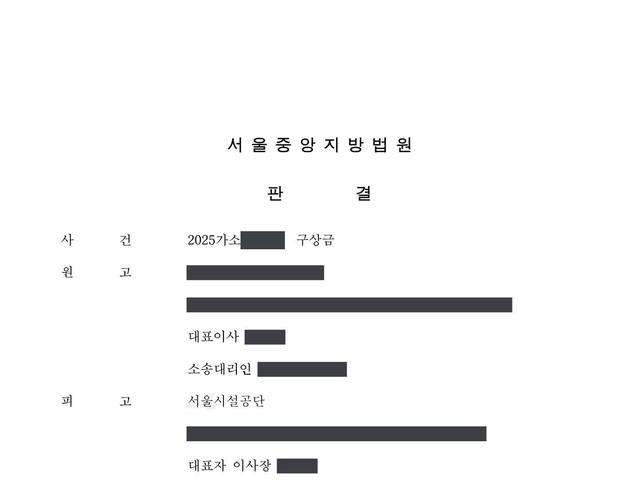 서울중앙지방법원
판 결
사 건 2025가소 구상금
원 고
대표이사
소송대리인
피 고 서울시설공단
대표자 이사장